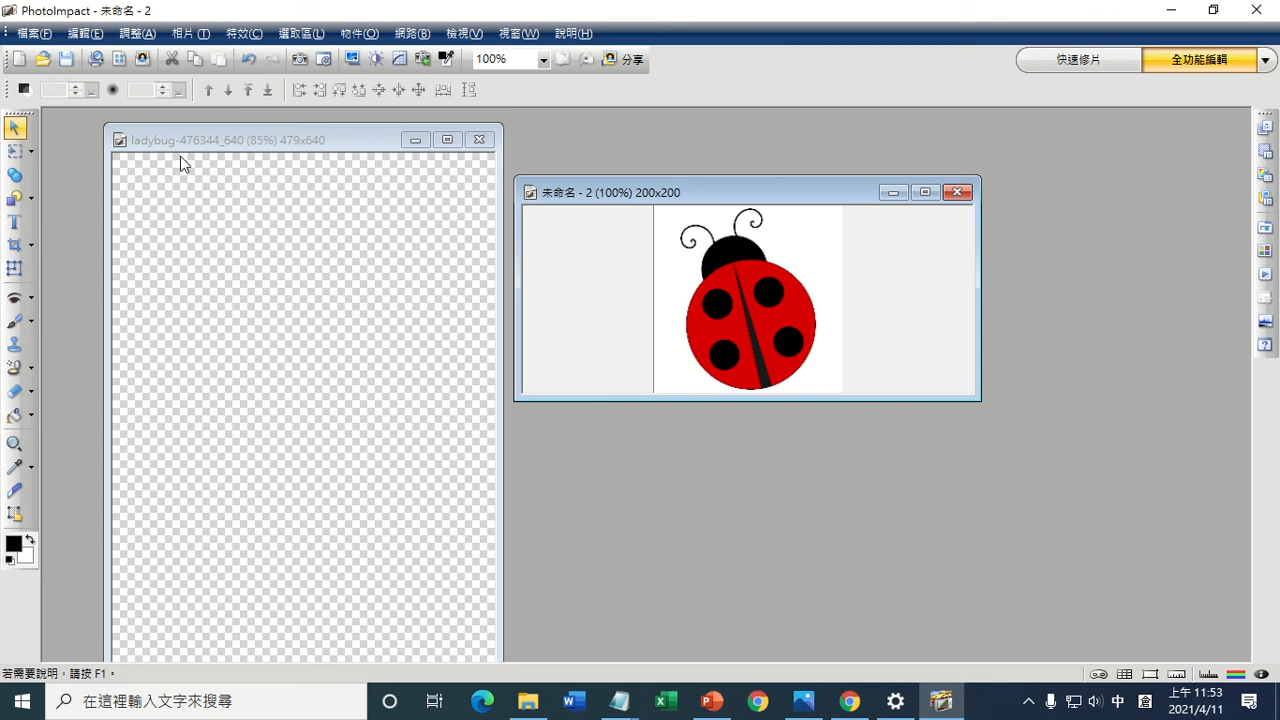 PhotoImpact - 未命名 - 2
檔案(F) 編輯(E) 調整(A) 相片(T) 特效(C) 選取區(L) 物件(O) 網路(B) 檢視(V) 視窗(W) 說明(H)
100% 分享 快速修片 全功能編輯
ladybug-476344_640 (85%) 479x640
未命名 - 2 (100%) 200x200
若需要說明，請按 F1。
在這裡輸入文字來搜尋
中 倉 上午 11:53
2021/4/11